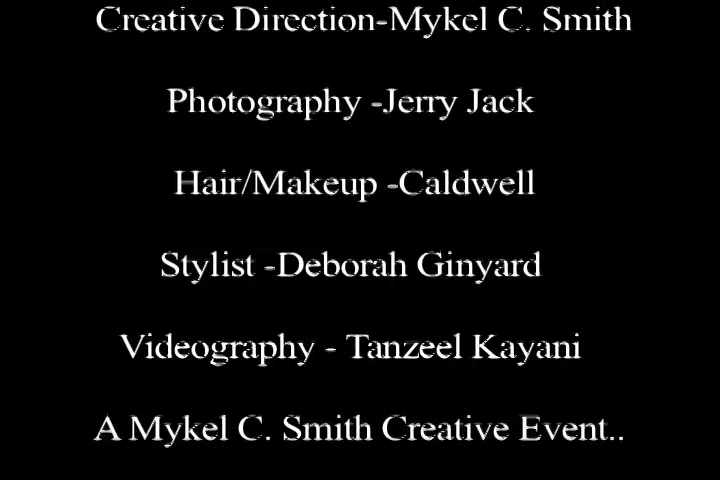 Creative Direction-Mykel C. Smith
Photography -Jerry Jack
Hair/Makeup -Caldwell
Stylist -Deborah Ginyard
Videography - Tanzeel Kayani
A Mykel C. Smith Creative Event..